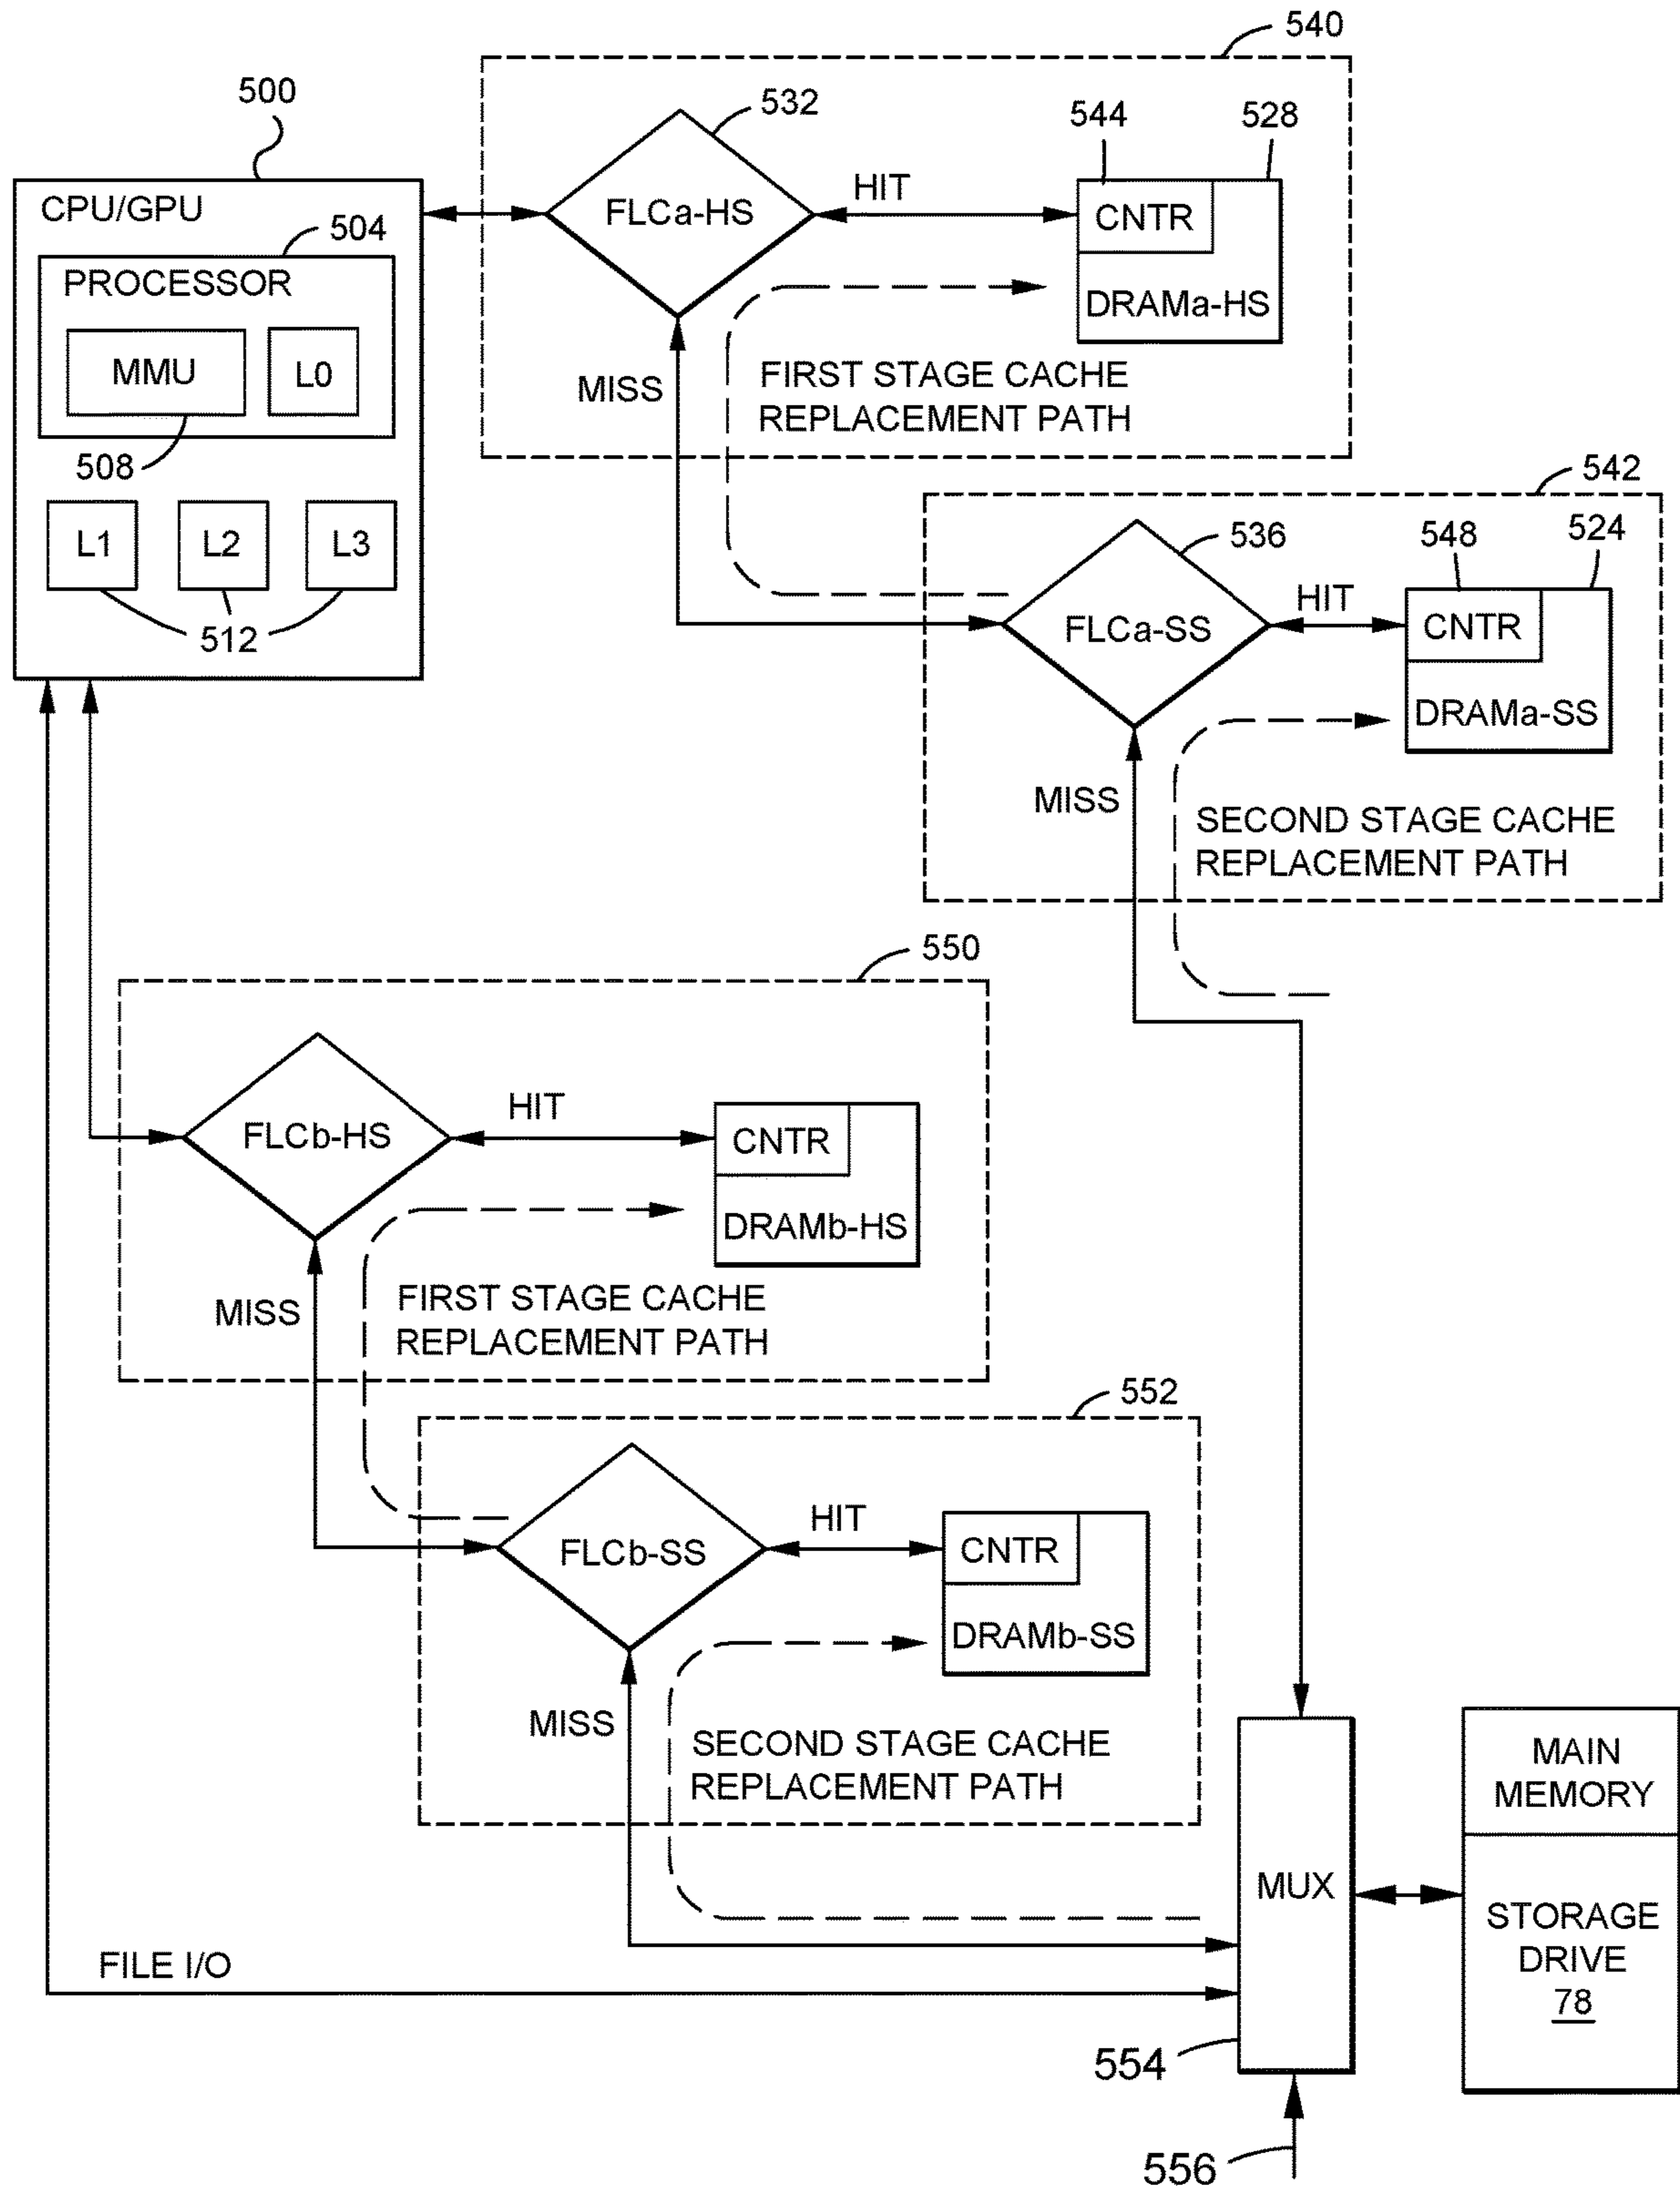 540
500
532
544
528
CPU/GPU
HIT
FLCa-HS
CNTR
504
PROCESSOR
DRAMa-HS
MMU
L0
MISS
FIRST STAGE CACHE
REPLACEMENT PATH
508
542
L1
L2
L3
536
548
524
HIT
512
FLCa-SS
CNTR
DRAMa-SS
MISS
SECOND STAGE CACHE
REPLACEMENT PATH
550
HIT
FLCb-HS
CNTR
DRAMb-HS
MISS
FIRST STAGE CACHE
REPLACEMENT PATH
552
HIT
FLCb-SS
CNTR
DRAMb-SS
MISS
SECOND STAGE CACHE
REPLACEMENT PATH
MAIN
MEMORY
MUX
STORAGE
DRIVE
78
FILE I/O
554
556